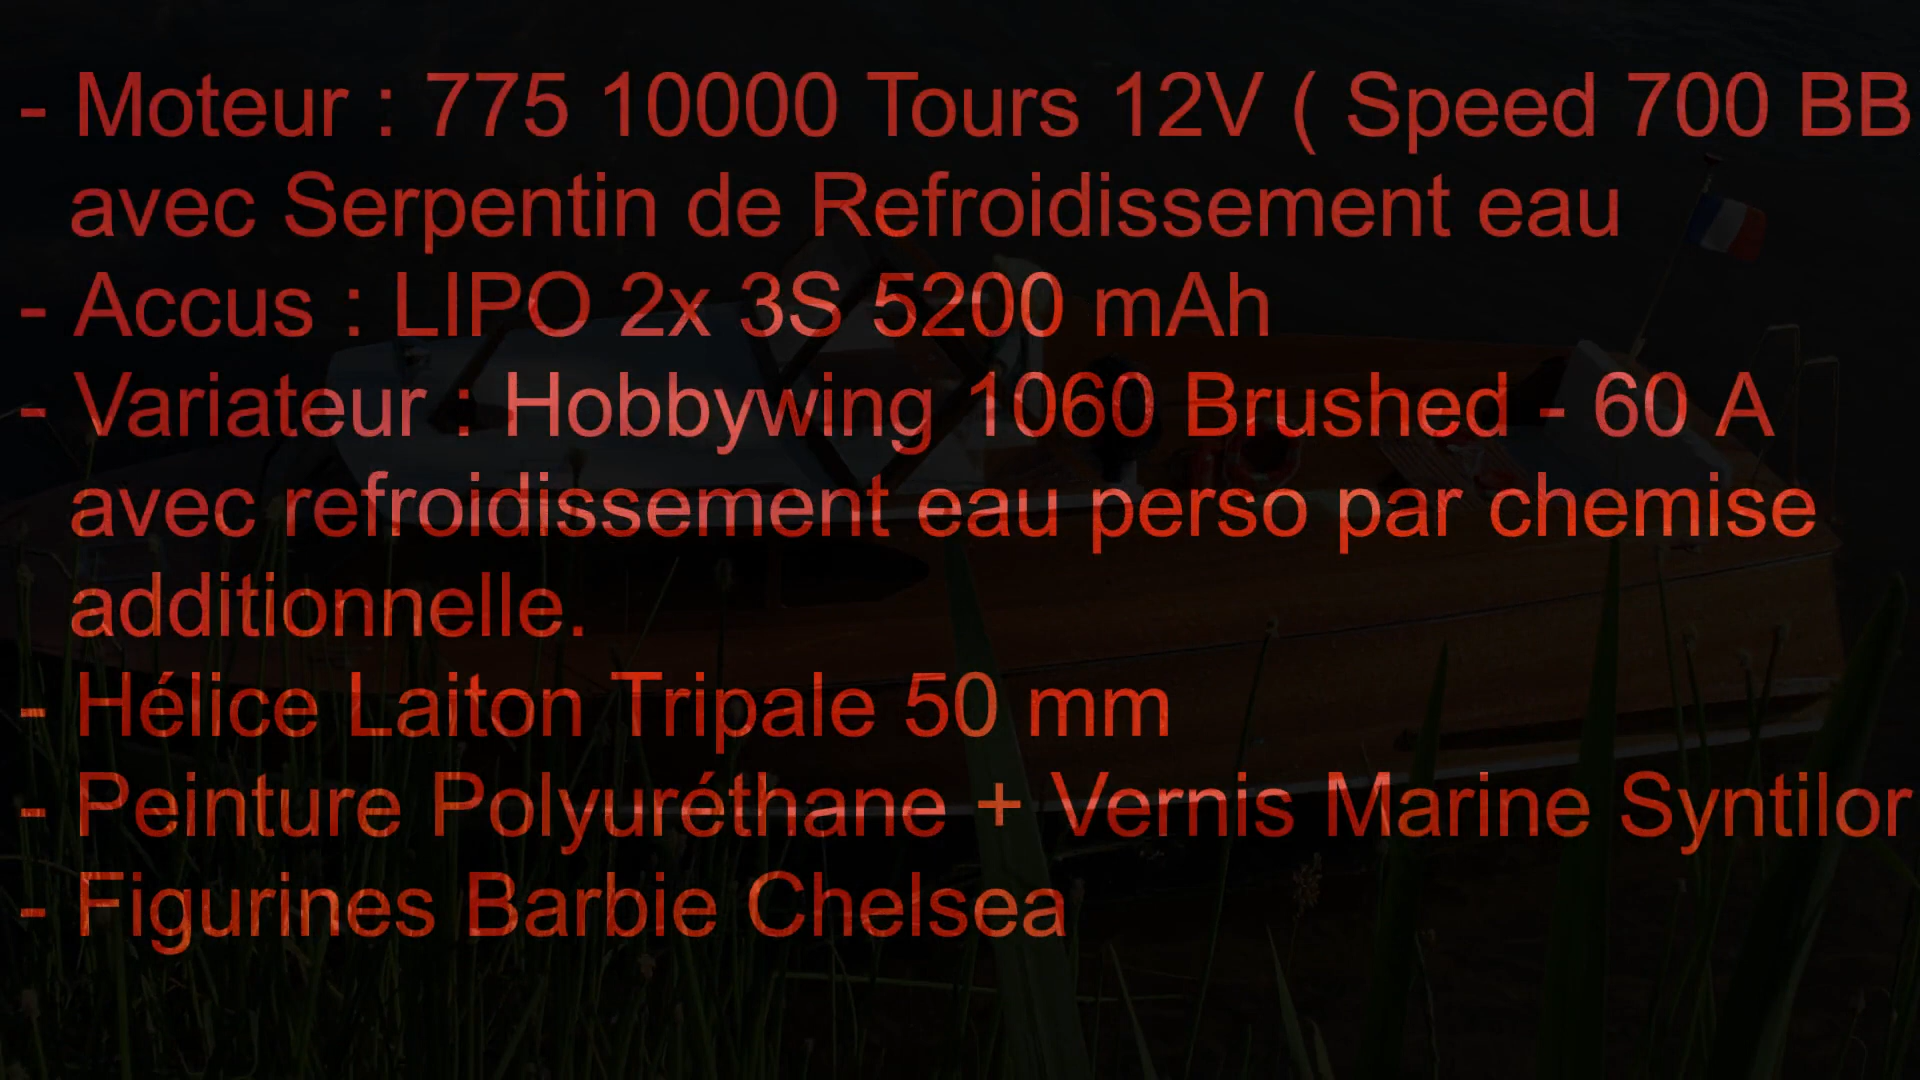 - Moteur : 775 10000 Tours 12V ( Speed 700 BB
avec Serpentin de Refroidissement eau
- Accus : LIPO 2x 3S 5200 mAh
- Variateur : Hobbywing 1060 Brushed - 60 A
avec refroidissement eau perso par chemise
additionnelle.
- Hélice Laiton Tripale 50 mm
- Peinture Polyuréthane + Vernis Marine Syntilor
- Figurines Barbie Chelsea